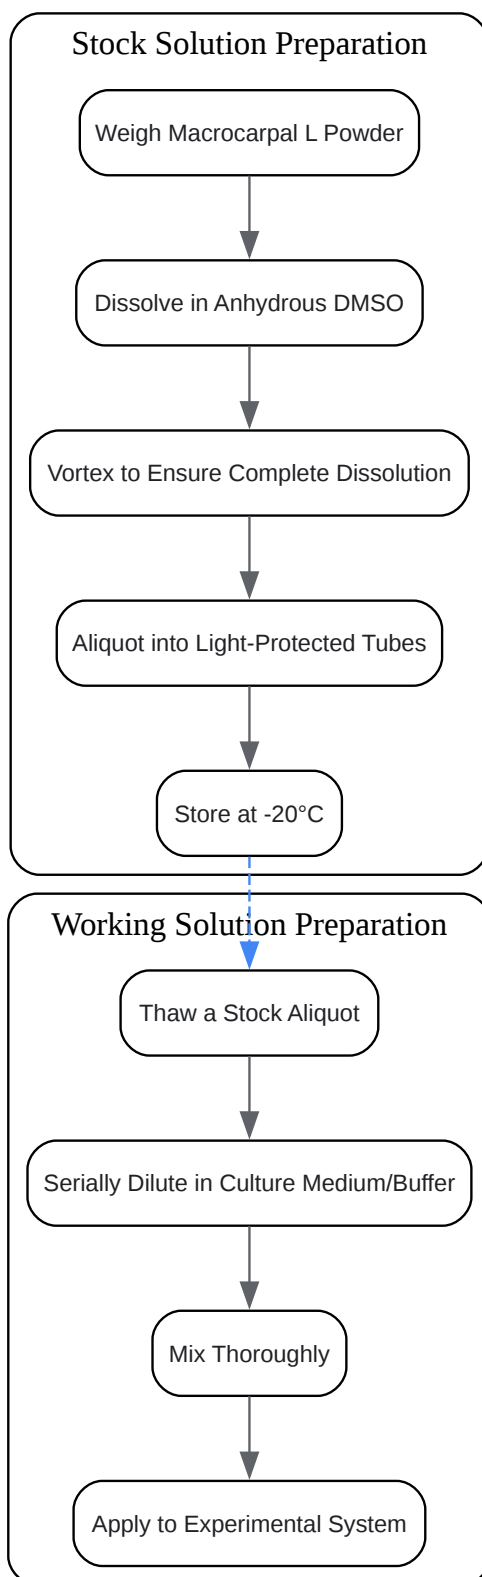 Stock Solution Preparation
Weigh Macrocarpal L Powder
Dissolve in Anhydrous DMSO
Vortex to Ensure Complete Dissolution
Aliquot into Light-Protected Tubes
Store at -20°C
Working Solution Preparation
Thaw a Stock Aliquot
Serially Dilute in Culture Medium/Buffer
Mix Thoroughly
Apply to Experimental System